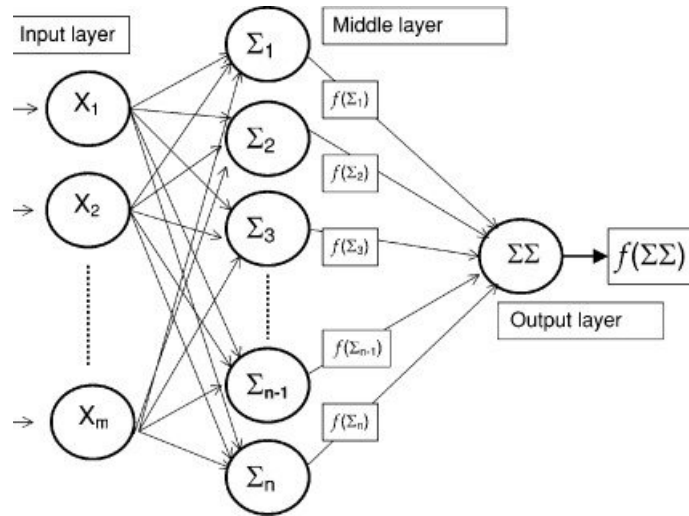 Input layer
Middle layer
X₁
X₂
Xₘ
Σ₁
Σ₂
Σ₃
Σₙ₋₁
Σₙ
f(Σ₁)
f(Σ₂)
f(Σ₃)
f(Σₙ₋₁)
f(Σₙ)
ΣΣ
f(ΣΣ)
Output layer